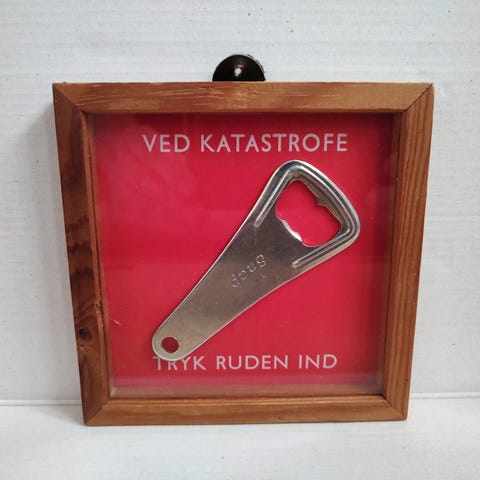 VED KATASTROFE
snap
TRYK RUDEN IND